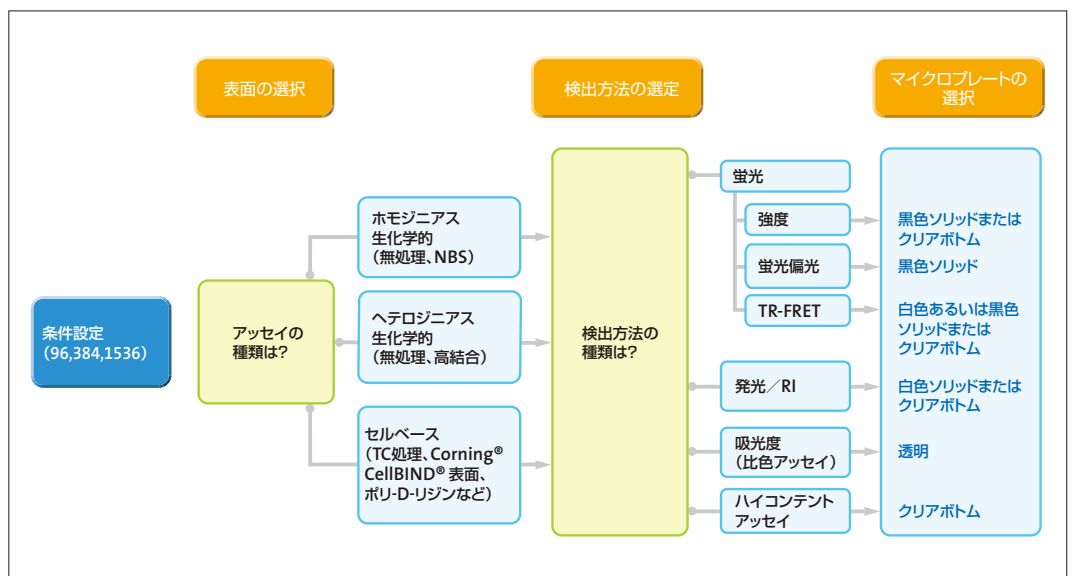 表面の選択
検出方法の選定
マイクロプレートの
選択
条件設定
（96,384,1536）
アッセイの
種類は？
ホモジニアス
生化学的
（無処理、NBS）
ヘテロジニアス
生化学的
（無処理、高結合）
セルベース
（TC処理、Corning®
CellBIND® 表面、
ポリ-D-リジンなど）
検出方法の
種類は？
蛍光
強度
蛍光偏光
TR-FRET
発光／RI
吸光度
（比色アッセイ）
ハイコンテント
アッセイ
黒色ソリッドまたは
クリアボトム
黒色ソリッド
白色あるいは黒色
ソリッドまたは
クリアボトム
白色ソリッドまたは
クリアボトム
透明
クリアボトム